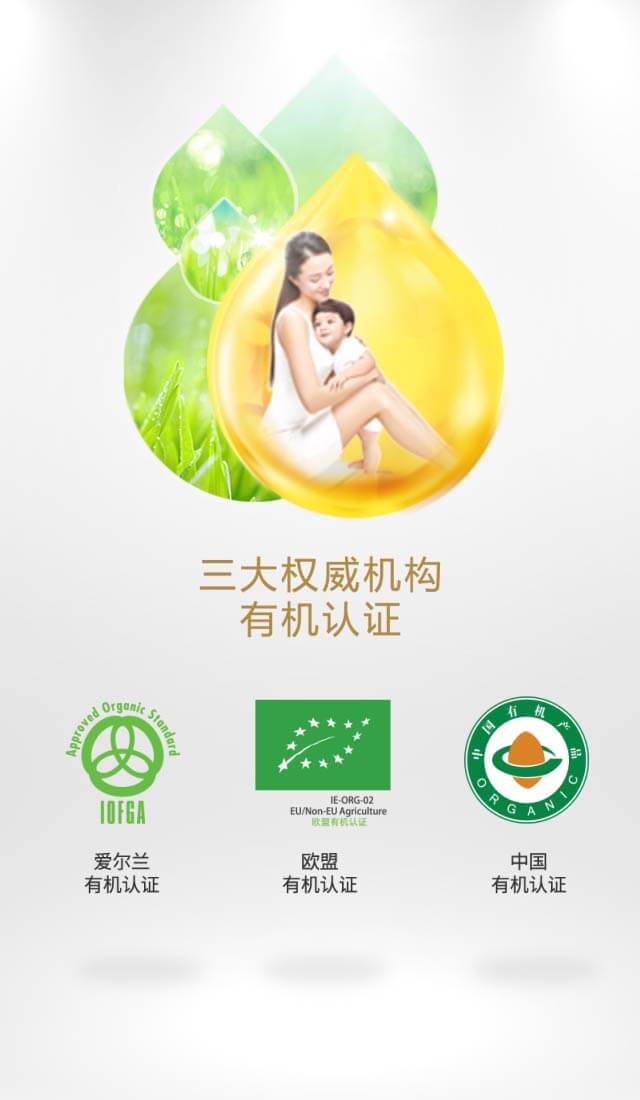 三大权威机构
有机认证
Approved Organic Standard
IOFGA
IE-ORG-02
EU/Non-EU Agriculture
欧盟有机认证
中国有机产品
ORGANIC
爱尔兰
有机认证
欧盟
有机认证
中国
有机认证